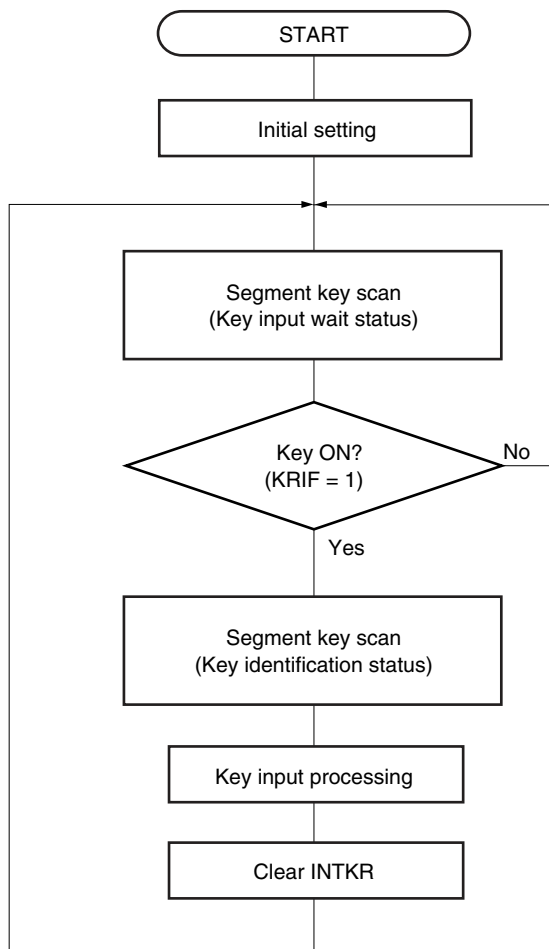 START
Initial setting
Segment key scan
(Key input wait status)
Key ON?
(KRIF = 1)
No
Yes
Segment key scan
(Key identification status)
Key input processing
Clear INTKR